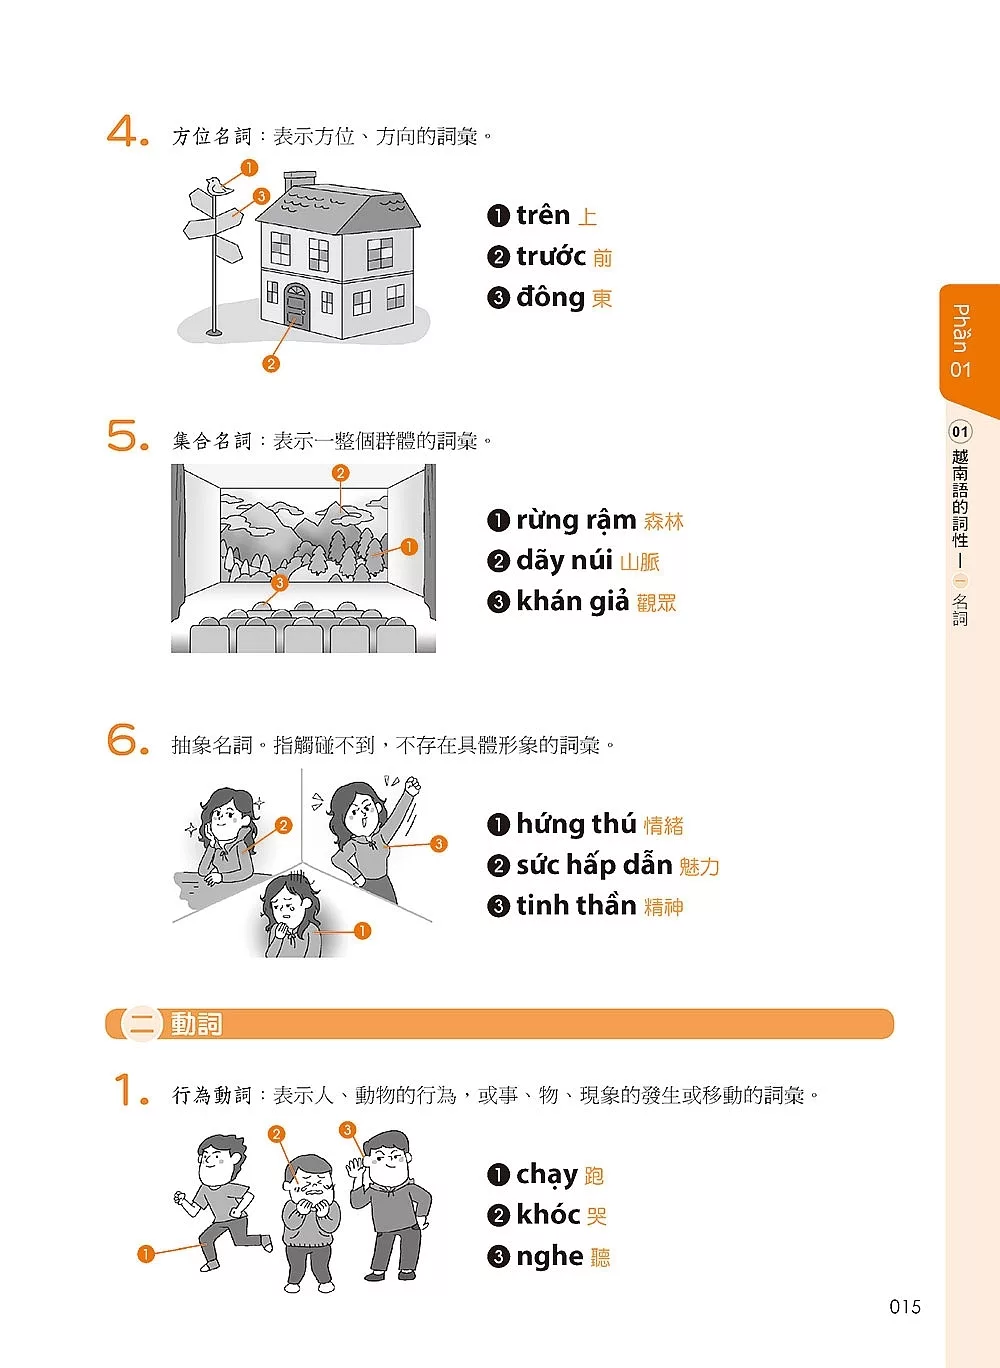 4. 方位名詞：表示方位、方向的詞彙。
1
3
2
❶ trên 上
❷ trước 前
❸ đông 東
5. 集合名詞：表示一整個群體的詞彙。
2
1
3
❶ rừng rậm 森林
❷ dãy núi 山脈
❸ khán giả 觀眾
6. 抽象名詞。指觸碰不到，不存在具體形象的詞彙。
2
3
1
❶ hứng thú 情緒
❷ sức hấp dẫn 魅力
❸ tinh thần 精神
二 動詞
1. 行為動詞：表示人、動物的行為，或事、物、現象的發生或移動的詞彙。
2
3
1
❶ chạy 跑
❷ khóc 哭
❸ nghe 聽
Phần 01
01 越南語的詞性－一 名詞
015